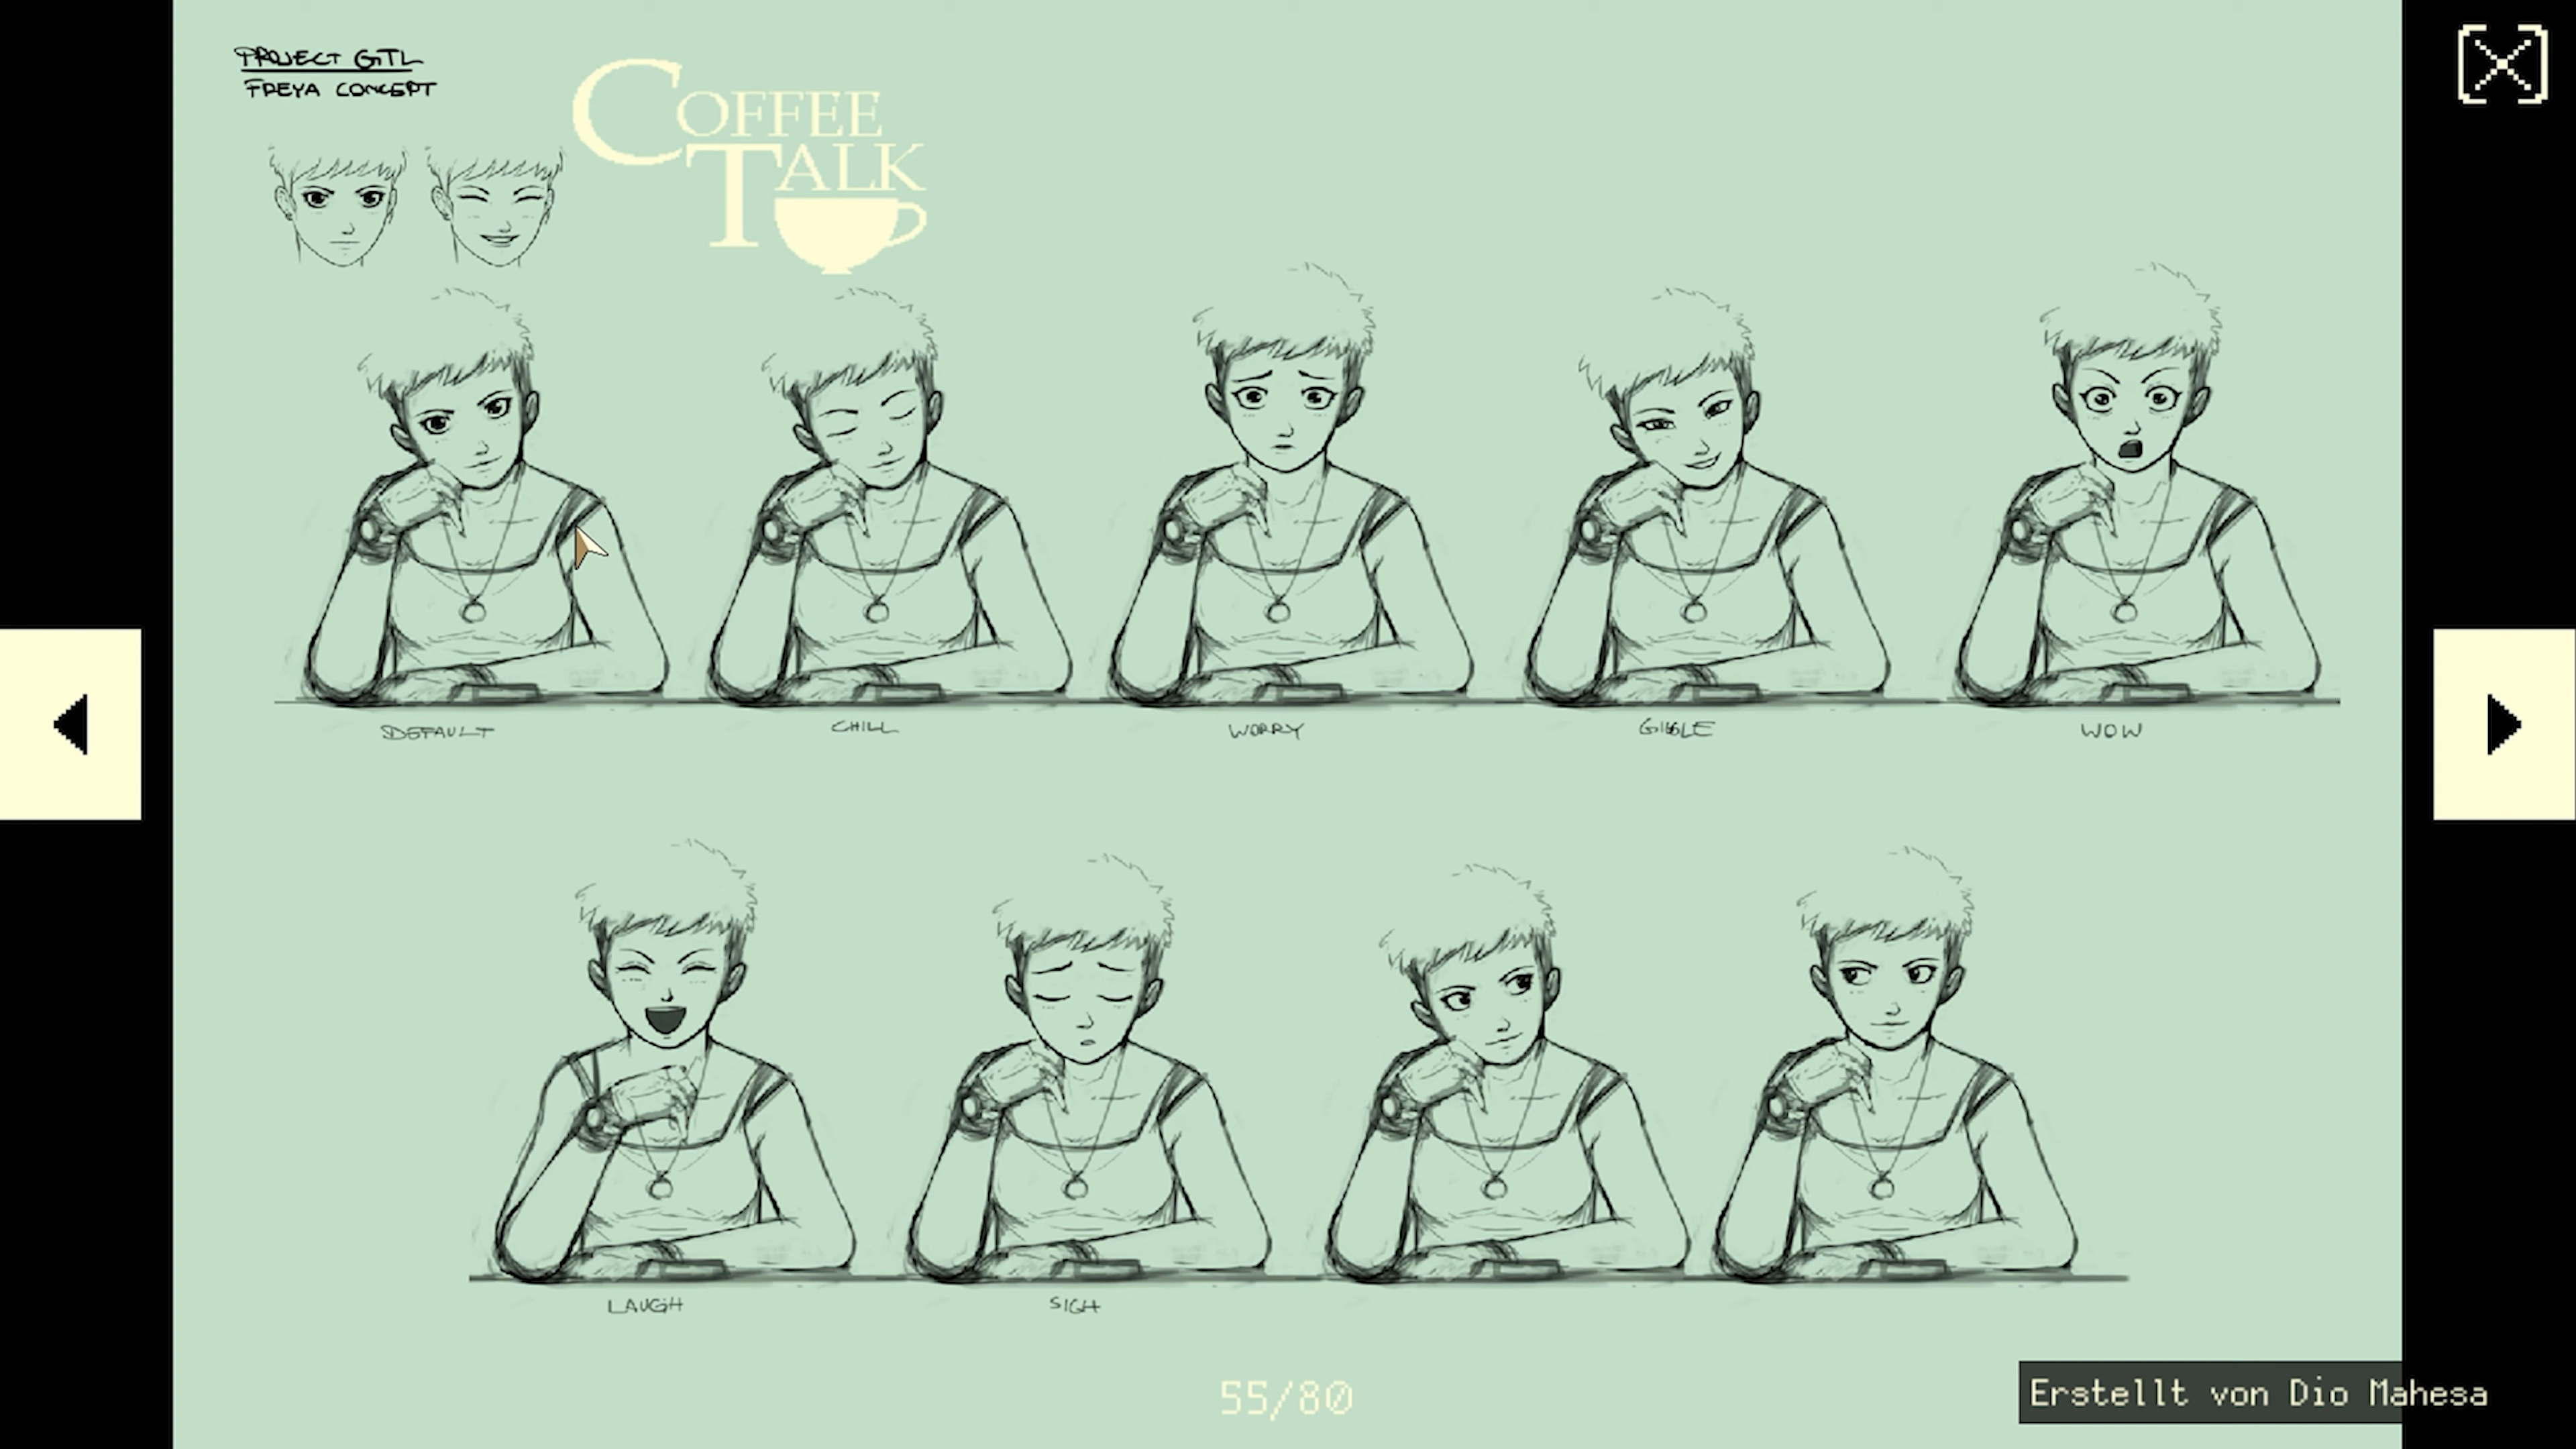 PROJECT GTL
FREYA CONCEPT
COFFEE
TALK
DEFAULT
CHILL
WORRY
GIGGLE
WOW
LAUGH
SIGH
55/80
Erstellt von Dio Mahesa